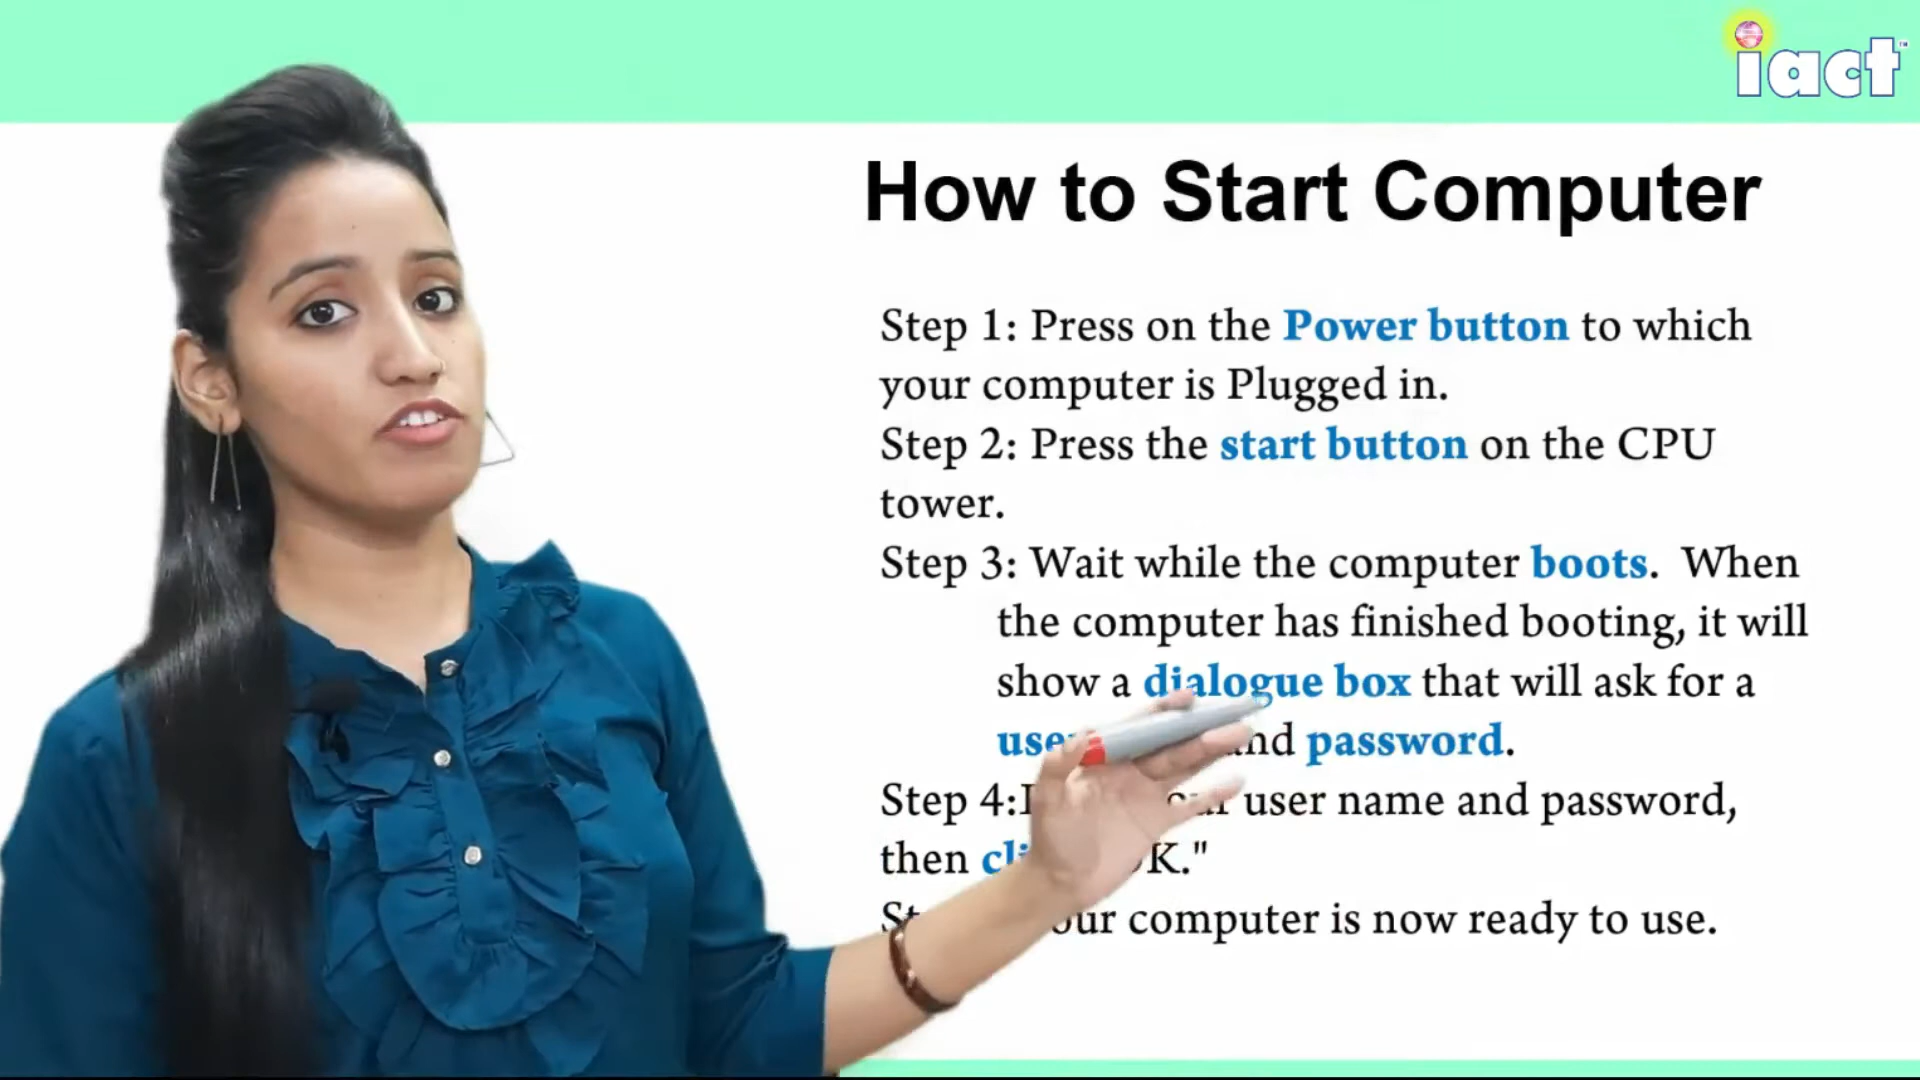 iact™
How to Start Computer
Step 1: Press on the Power button to which
your computer is Plugged in.
Step 2: Press the start button on the CPU
tower.
Step 3: Wait while the computer boots. When
the computer has finished booting, it will
show a dialogue box that will ask for a
password.
Step 4: user name and password,
then
computer is now ready to use.